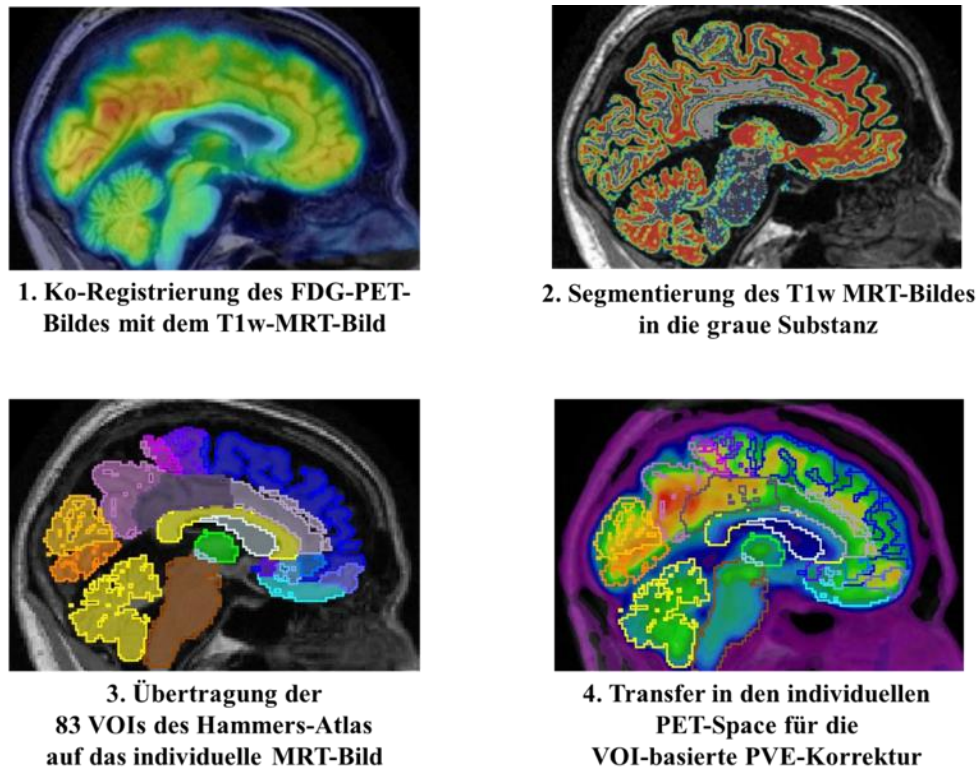 1. Ko-Registrierung des FDG-PET-
Bildes mit dem T1w-MRT-Bild
2. Segmentierung des T1w MRT-Bildes
in die graue Substanz
3. Übertragung der
83 VOIs des Hammers-Atlas
auf das individuelle MRT-Bild
4. Transfer in den individuellen
PET-Space für die
VOI-basierte PVE-Korrektur